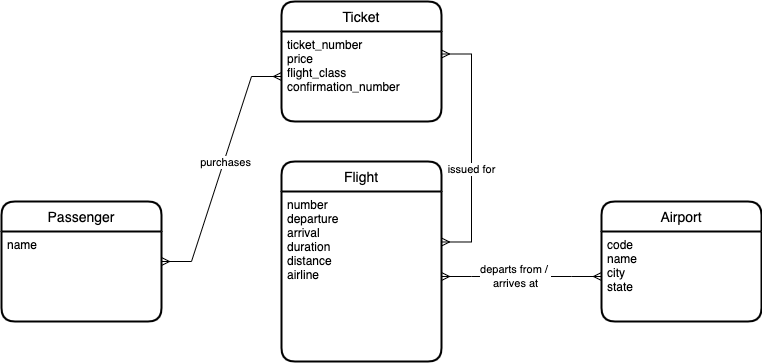 Ticket
ticket_number
price
flight_class
confirmation_number
purchases
issued for
Flight
number
departure
arrival
duration
distance
airline
Passenger
name
departs from /
arrives at
Airport
code
name
city
state